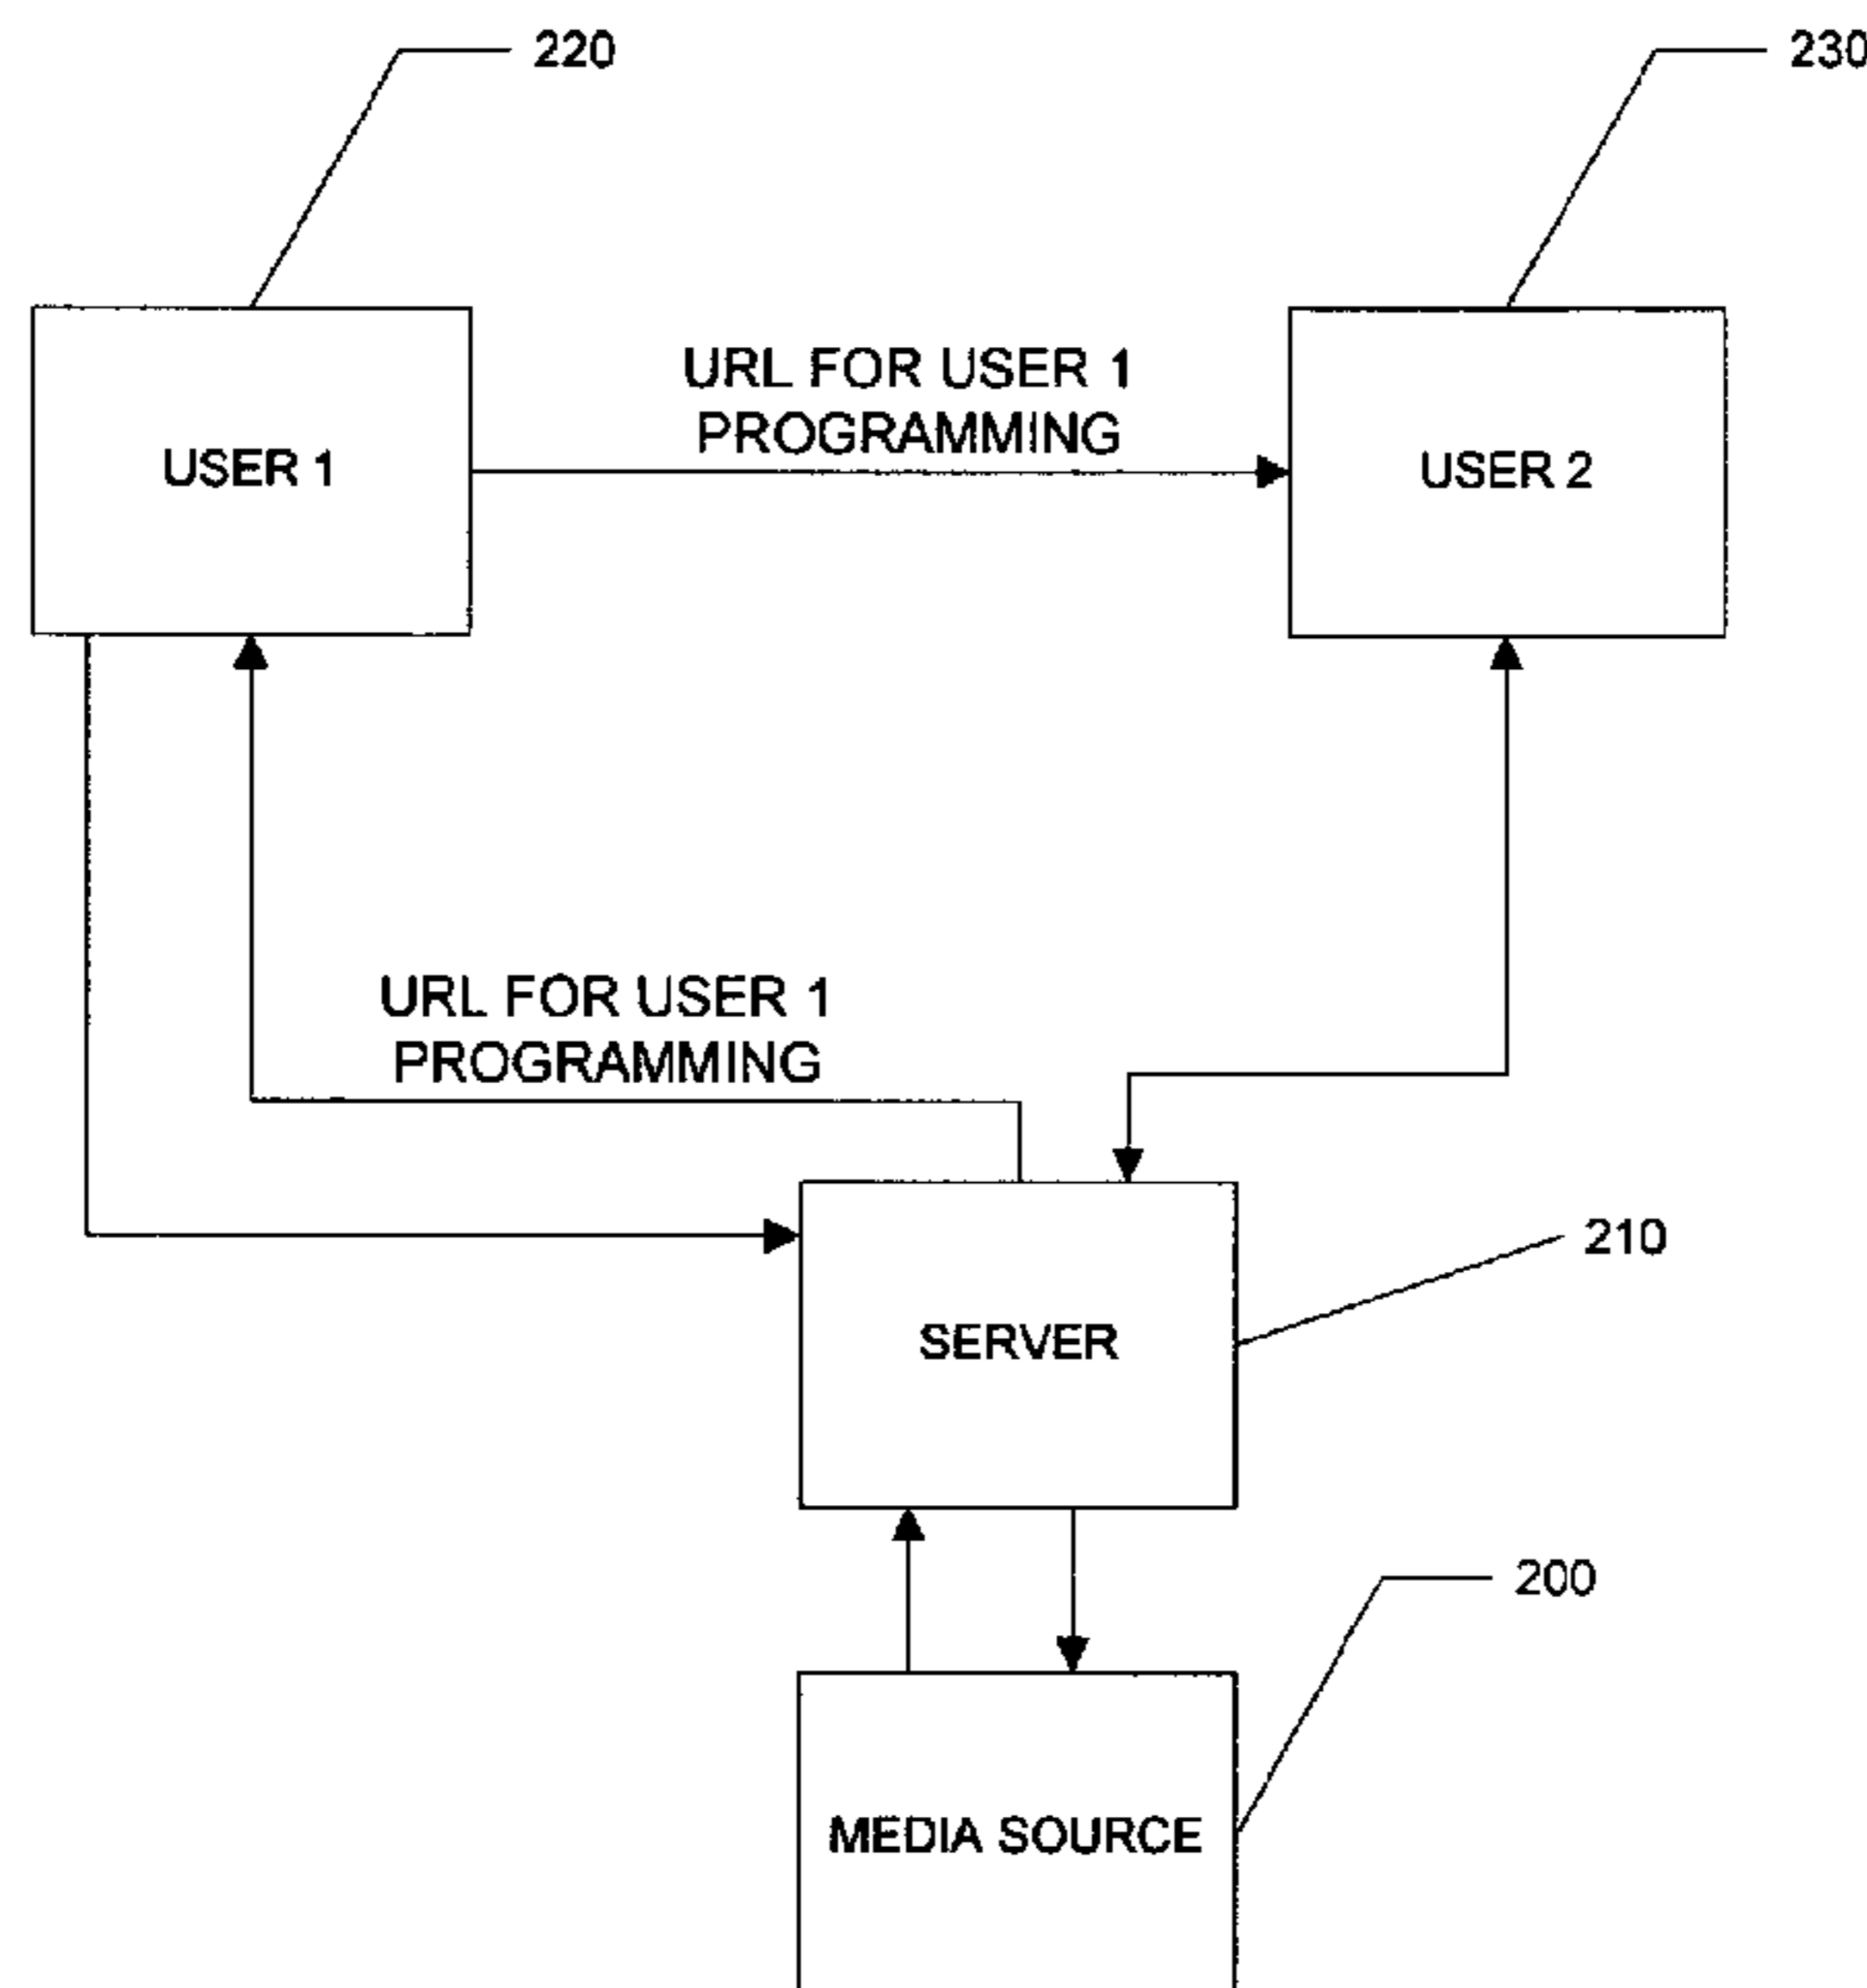 220
230
URL FOR USER 1
PROGRAMMING
USER 1
USER 2
URL FOR USER 1
PROGRAMMING
210
SERVER
200
MEDIA SOURCE